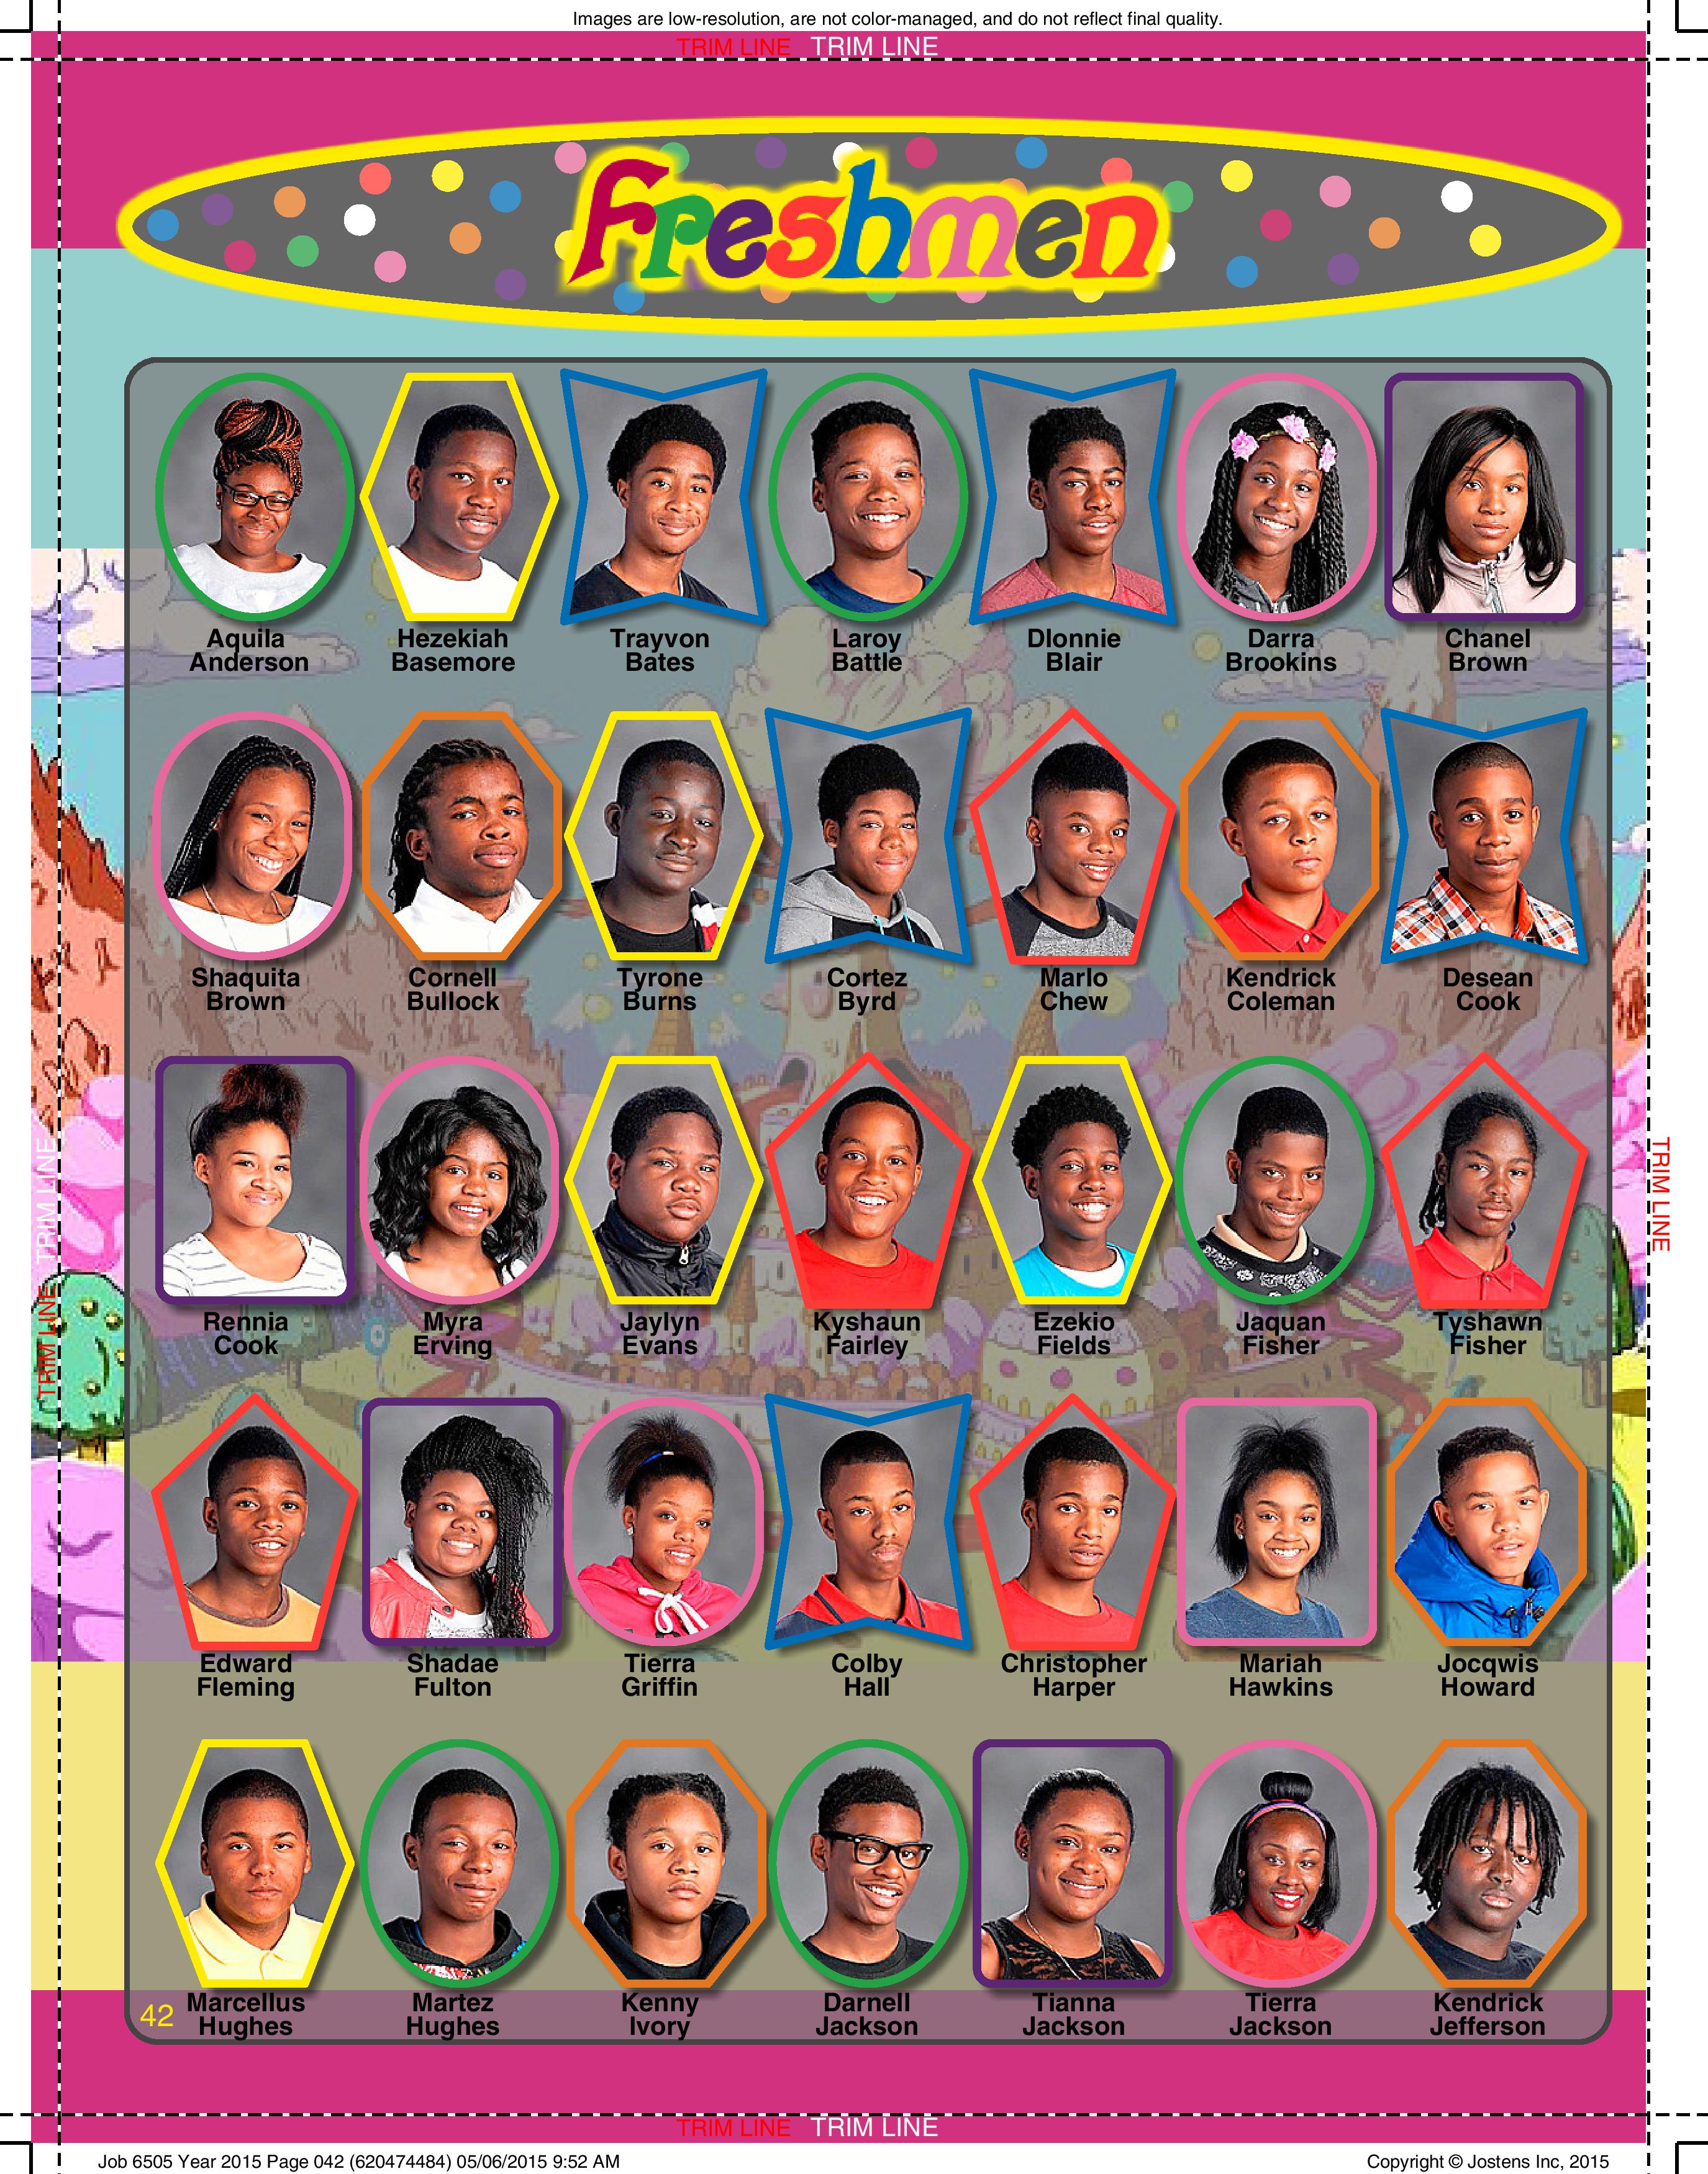 Images are low-resolution, are not color-managed, and do not reflect final quality.
TRIM LINE TRIM LINE
Freshmen
Aquila Anderson
Hezekiah Basemore
Trayvon Bates
Laroy Battle
DIonnie Blair
Darra Brookins
Chanel Brown
Shaquita Brown
Cornell Bullock
Tyrone Burns
Cortez Byrd
Marlo Chew
Kendrick Coleman
Desean Cook
Rennia Cook
Myra Erving
Jaylyn Evans
Kyshaun Fairley
Ezekio Fields
Jaquan Fisher
Tyshawn Fisher
TRIM LINE TRIM LINE
TRIM LINE
Edward Fleming
Shadae Fulton
Tierra Griffin
Colby Hall
Christopher Harper
Mariah Hawkins
Jocqwis Howard
42
Marcellus Hughes
Martez Hughes
Kenny Ivory
Darnell Jackson
Tianna Jackson
Tierra Jackson
Kendrick Jefferson
TRIM LINE TRIM LINE
Job 6505 Year 2015 Page 042 (620474484) 05/06/2015 9:52 AM
Copyright © Jostens Inc, 2015